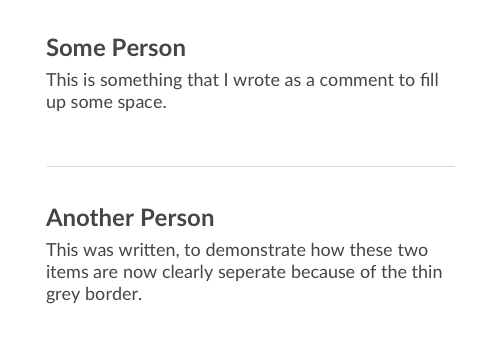 Some Person
This is something that I wrote as a comment to fill
up some space.
Another Person
This was written, to demonstrate how these two
items are now clearly seperate because of the thin
grey border.